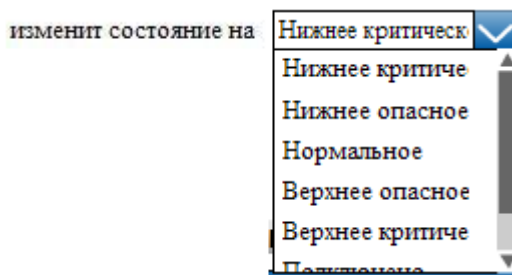 изменит состояние на Нижнее критическ
Нижнее критиче
Нижнее опасное
Нормальное
Верхнее опасное
Верхнее критиче